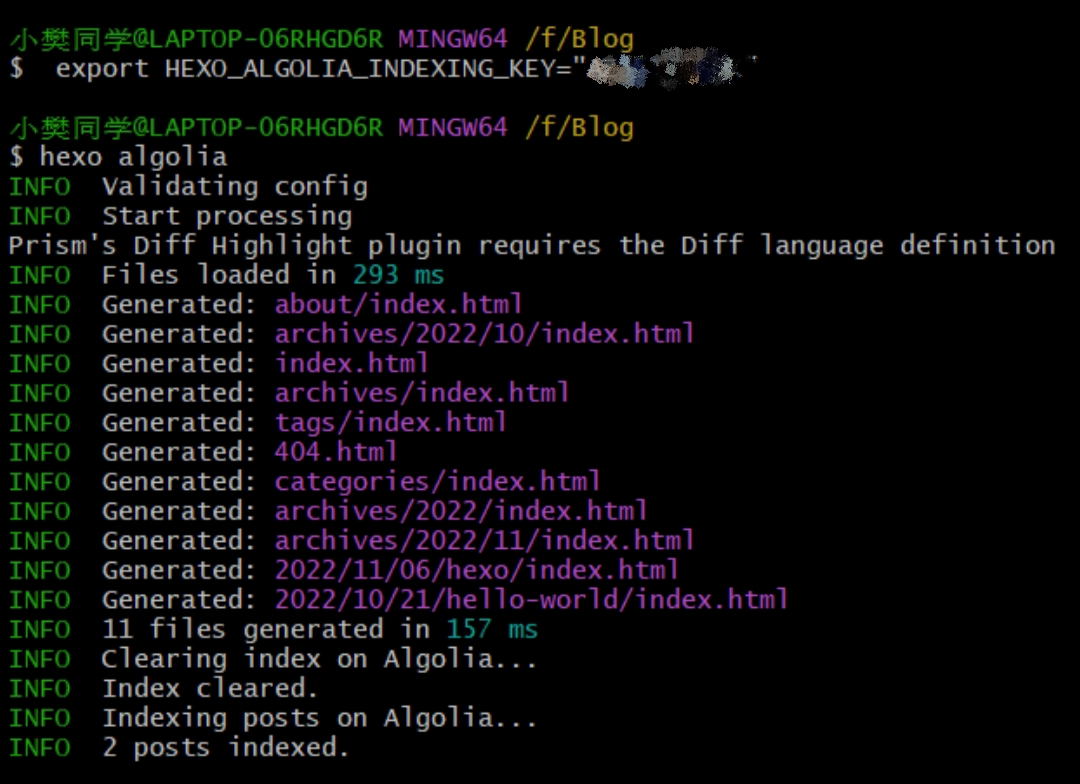 小樊同学@LAPTOP-O6RHGD6R MINGW64 /f/Blog
$  export HEXO_ALGOLIA_INDEXING_KEY="
小樊同学@LAPTOP-O6RHGD6R MINGW64 /f/Blog
$ hexo algolia
INFO  Validating config
INFO  Start processing
Prism's Diff Highlight plugin requires the Diff language definition
INFO  Files loaded in 293 ms
INFO  Generated: about/index.html
INFO  Generated: archives/2022/10/index.html
INFO  Generated: index.html
INFO  Generated: archives/index.html
INFO  Generated: tags/index.html
INFO  Generated: 404.html
INFO  Generated: categories/index.html
INFO  Generated: archives/2022/index.html
INFO  Generated: archives/2022/11/index.html
INFO  Generated: 2022/11/06/hexo/index.html
INFO  Generated: 2022/10/21/hello-world/index.html
INFO  11 files generated in 157 ms
INFO  Clearing index on Algolia...
INFO  Index cleared.
INFO  Indexing posts on Algolia...
INFO  2 posts indexed.